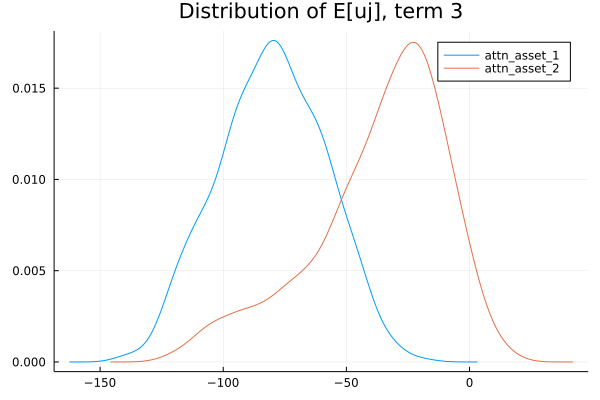 Distribution of E[uj], term 3
attn_asset_1
attn_asset_2
0.015
0.010
0.005
0.000
−150
−100
−50
0